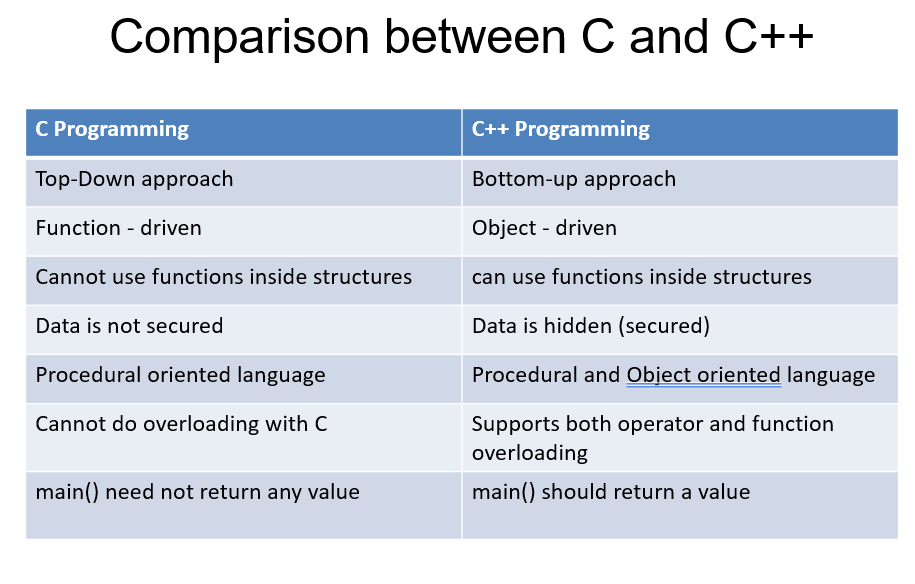 Comparison between C and C++
C Programming
C++ Programming
Top-Down approach
Bottom-up approach
Function - driven
Object - driven
Cannot use functions inside structures
can use functions inside structures
Data is not secured
Data is hidden (secured)
Procedural oriented language
Procedural and Object oriented language
Cannot do overloading with C
Supports both operator and function
overloading
main() need not return any value
main() should return a value